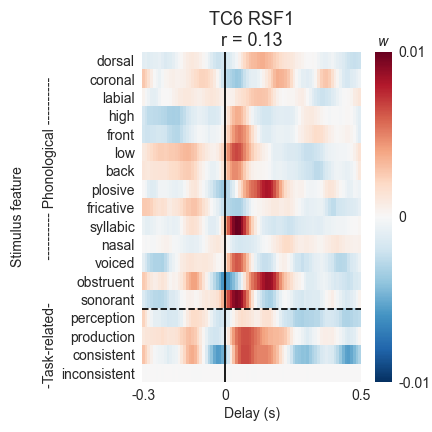 TC6 RSF1
r = 0.13
w
dorsal
coronal
labial
high
front
low
back
plosive
fricative
syllabic
nasal
voiced
obstruent
sonorant
perception
production
consistent
inconsistent
Stimulus feature
---------- Phonological ----------
-Task-related-
-0.3
0
0.5
Delay (s)
0.01
0
-0.01